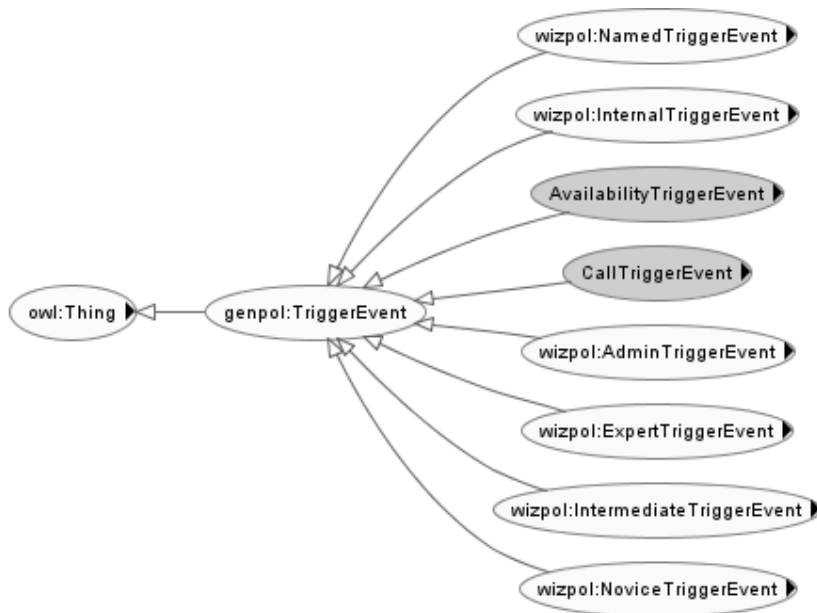 wizpol:NamedTriggerEvent
wizpol:InternalTriggerEvent
AvailabilityTriggerEvent
CallTriggerEvent
owl:Thing
genpol:TriggerEvent
wizpol:AdminTriggerEvent
wizpol:ExpertTriggerEvent
wizpol:IntermediateTriggerEvent
wizpol:NoviceTriggerEvent